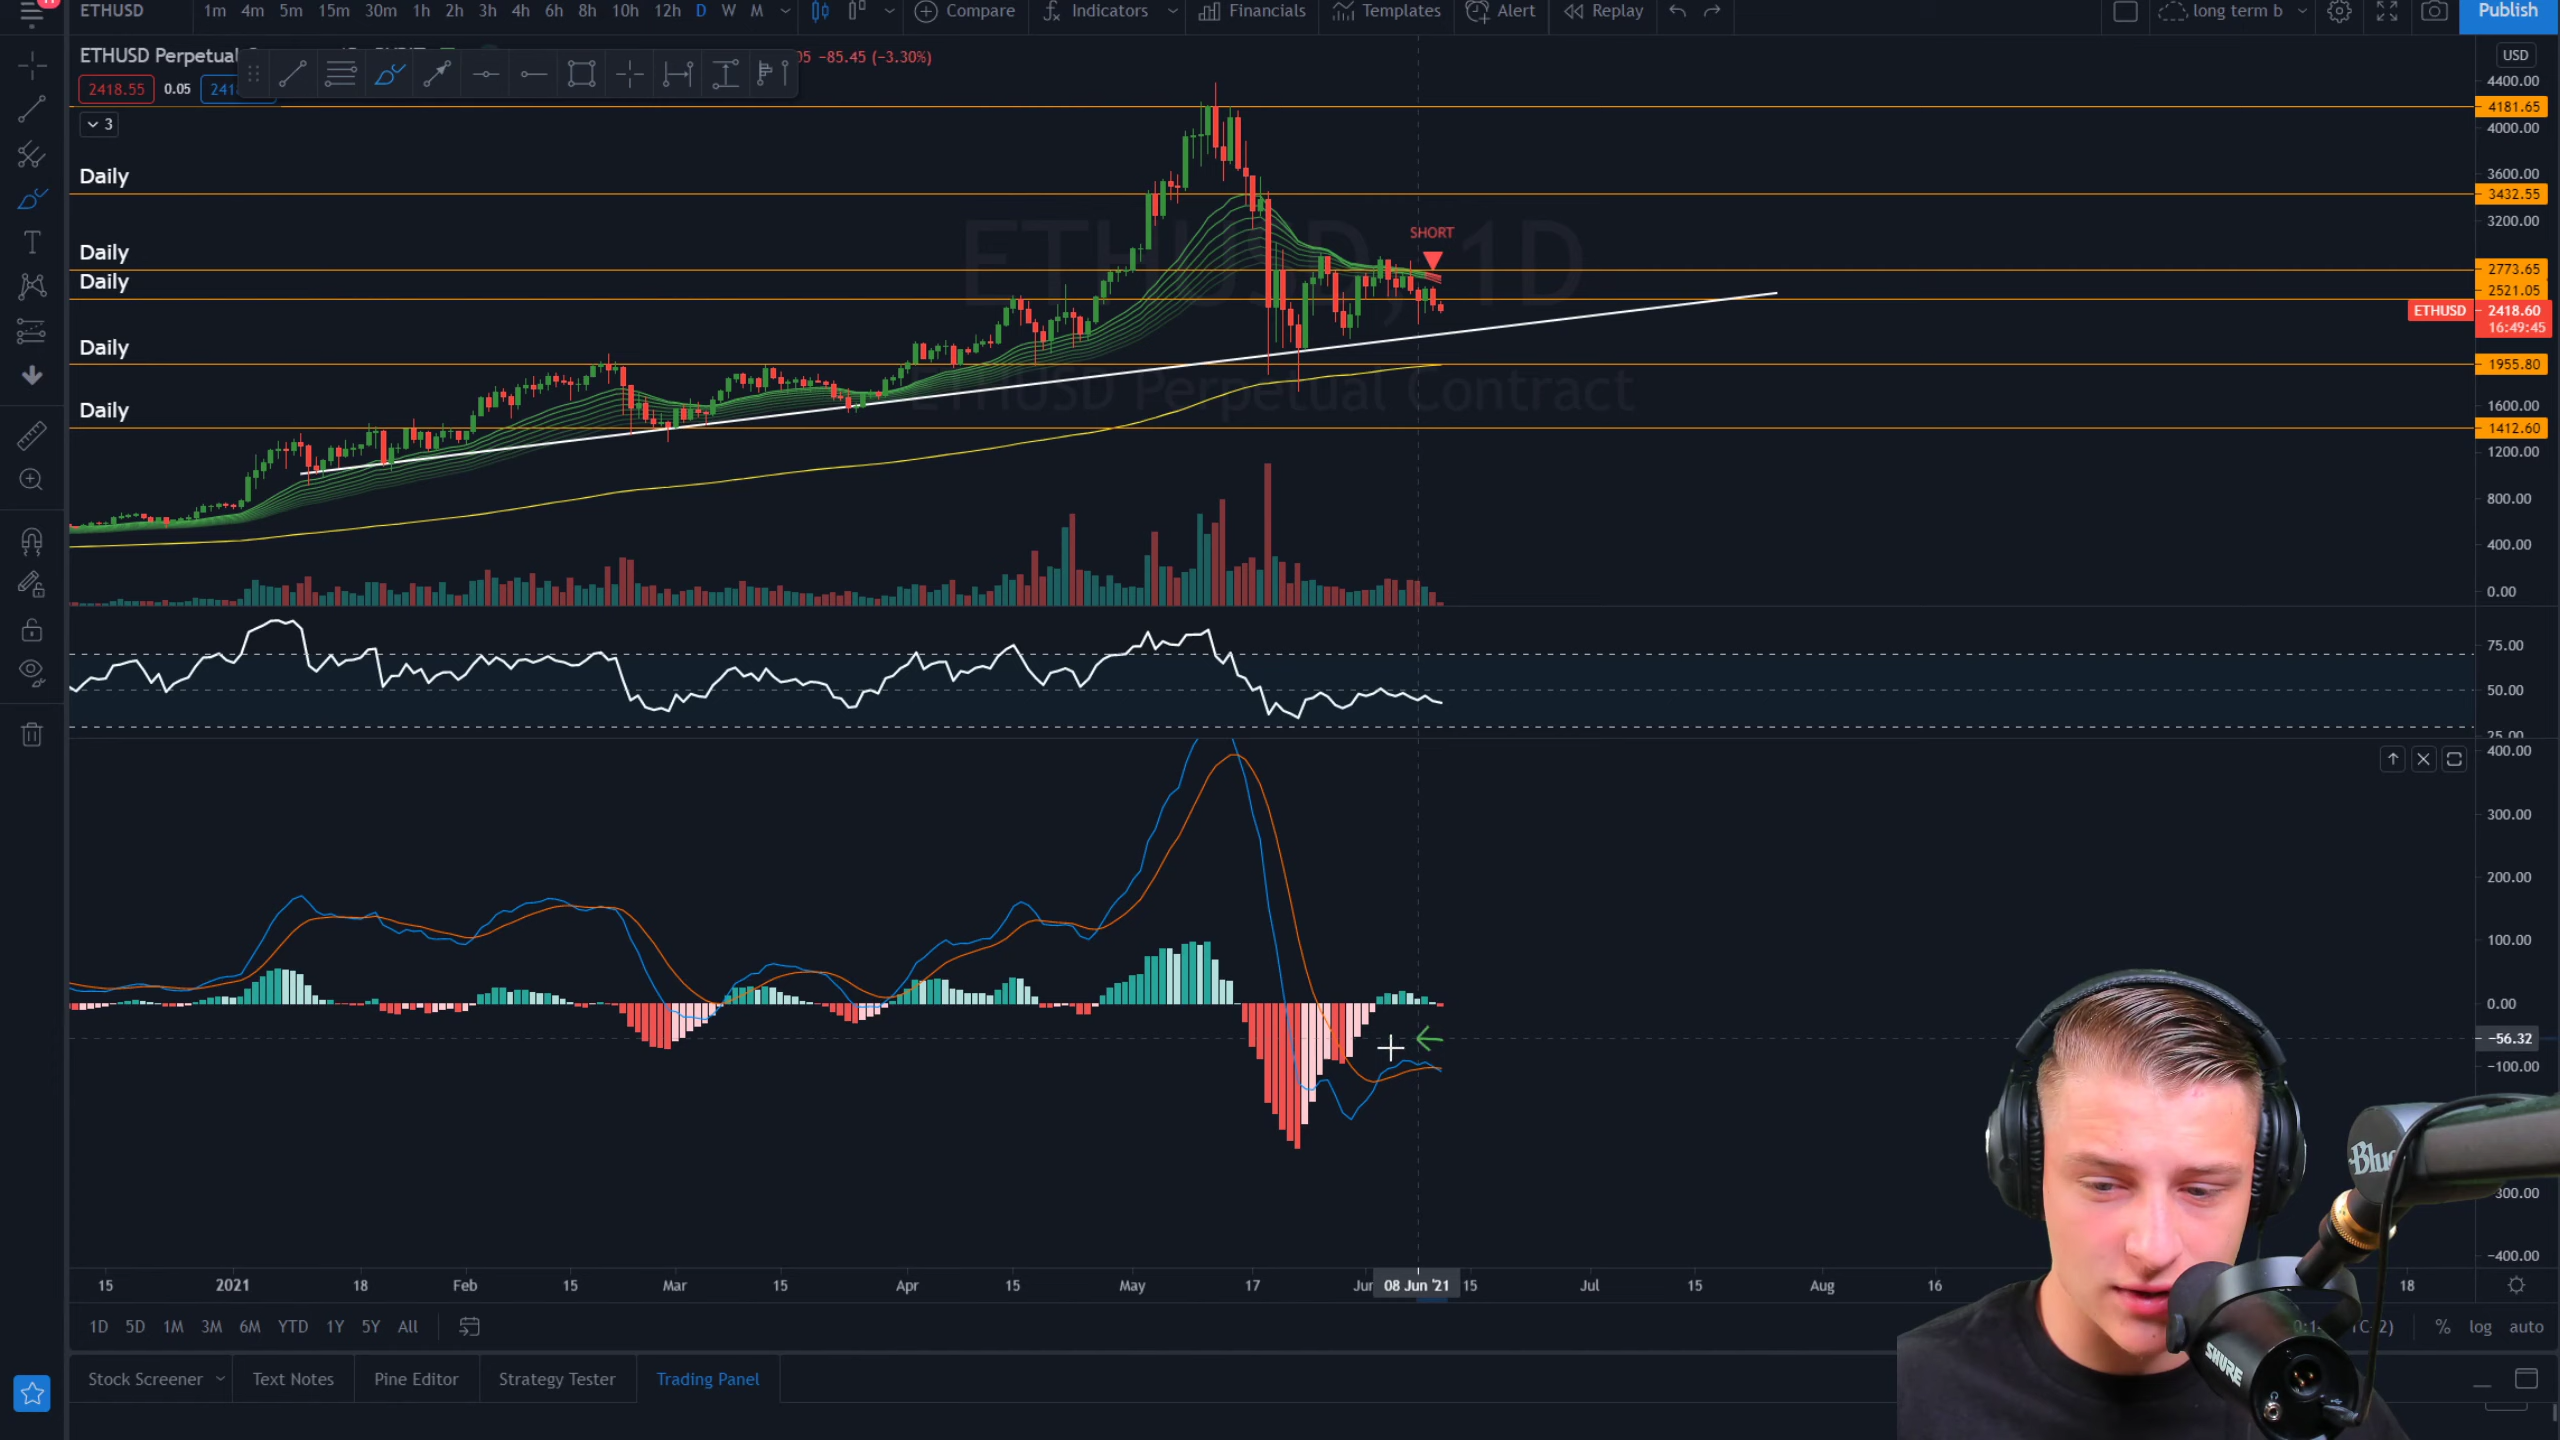 ETHUSD 1m 4m 5m 15m 30m 1h 2h 3h 4h 6h 8h 10h 12h D W M Compare Indicators Financials Templates Alert Replay long term b Publish
ETHUSD Perpetual
05 −85.45 (−3.30%)
USD
2418.55 0.05 241
3
4400.00
4181.65
4000.00
Daily
3600.00
3432.55
3200.00
SHORT
Daily
2773.65
Daily
2521.05
ETHUSD 2418.60
16:49:45
ETHUSD, 1D
Daily
1955.80
ETHUSD Perpetual Contract
Daily
1600.00
1412.60
1200.00
800.00
400.00
0.00
75.00
50.00
25.00
400.00
300.00
200.00
100.00
0.00
−56.32
−100.00
300.00
−400.00
15 2021 18 Feb 15 Mar 15 Apr 15 May 17 Jun 08 Jun '21 15 Jul 15 Aug 16 18
1D 5D 1M 3M 6M YTD 1Y 5Y All % log auto
Stock Screener Text Notes Pine Editor Strategy Tester Trading Panel
Blue
SHURE